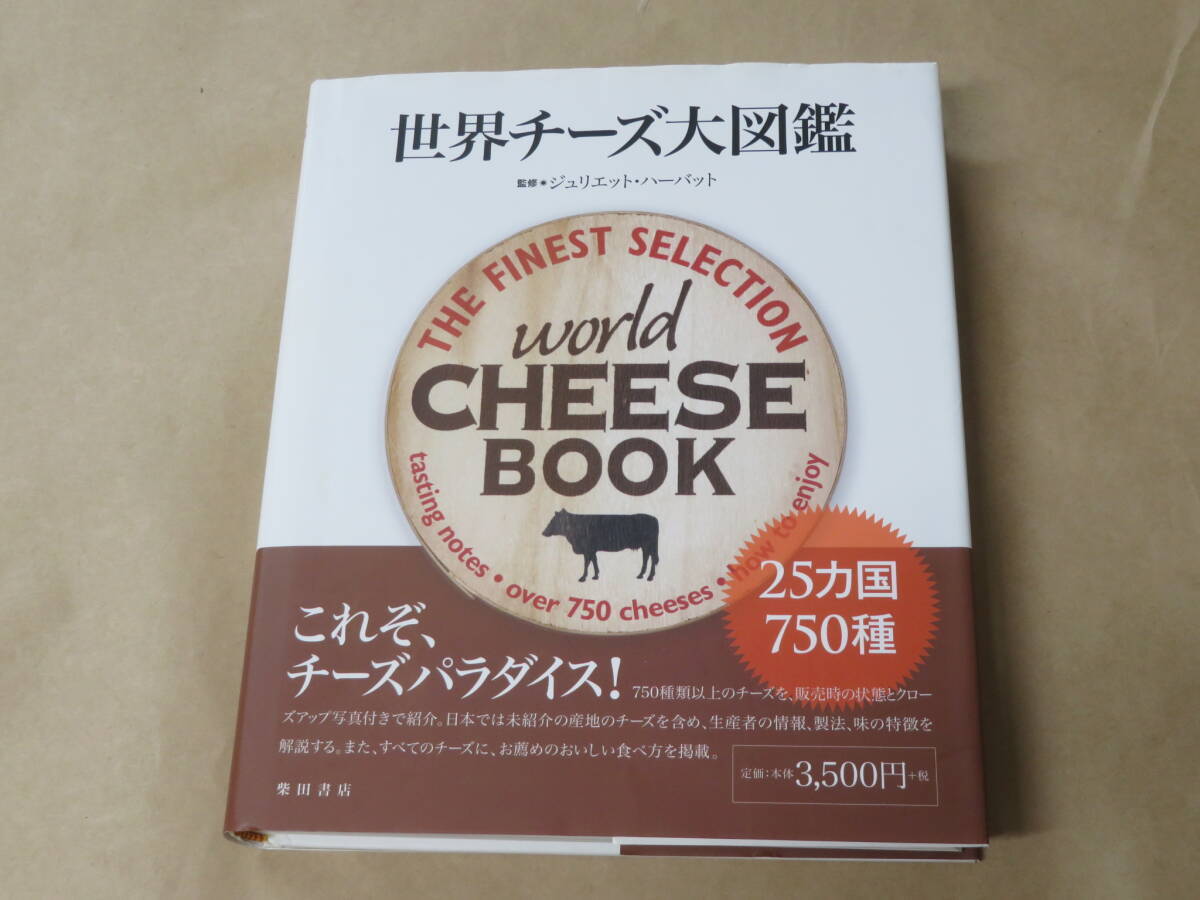 世界チーズ大図鑑
監修＊ジュリエット・ハーバット
THE FINEST SELECTION
world
CHEESE
BOOK
tasting notes • over 750 cheeses • how to enjoy
25カ国
750種
これぞ、
チーズパラダイス!
750種類以上のチーズを、販売時の状態とクロー
ズアップ写真付きで紹介。日本では未紹介の産地のチーズを含め、生産者の情報、製法、味の特徴を
解説する。また、すべてのチーズに、お薦めのおいしい食べ方を掲載。
定価：本体3,500円+税
柴田書店